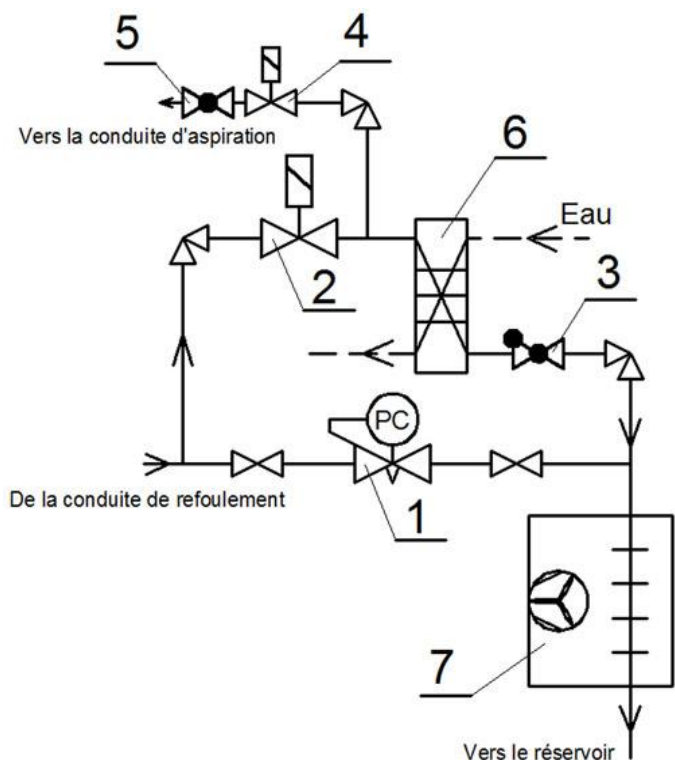 5
4
Vers la conduite d'aspiration
6
Eau
2
3
PC
De la conduite de refoulement
1
7
Vers le réservoir